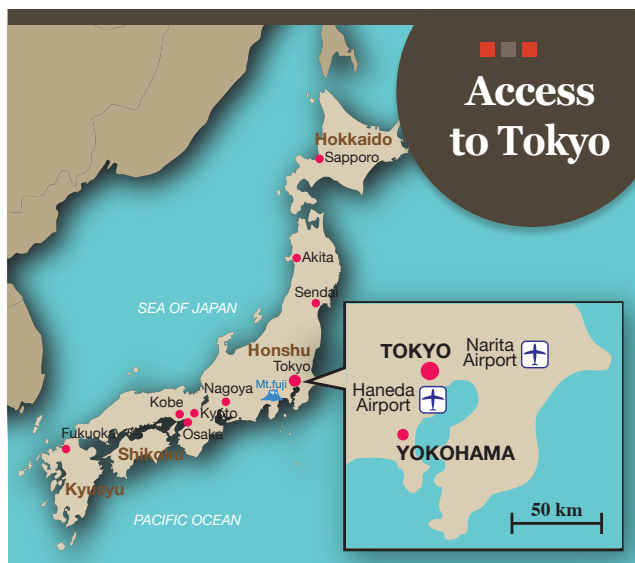 Access
to Tokyo
Hokkaido
Sapporo
Akita
Sendai
SEA OF JAPAN
Honshu
Tokyo
Mt.fuji
Nagoya
Kobe
Kyoto
Osaka
Fukuoka
Shikoku
Kyusyu
PACIFIC OCEAN
TOKYO
Narita
Airport
Haneda
Airport
YOKOHAMA
50 km